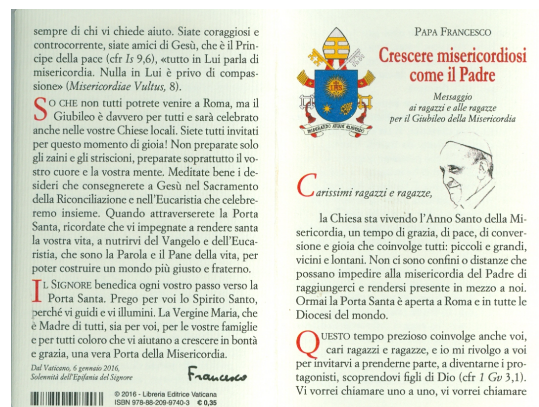 sempre di chi vi chiede aiuto. Siate coraggiosi e
controcorrente, siate amici di Gesù, che è il Prin-
cipe della pace (cfr Is 9,6), «tutto in Lui parla di
misericordia. Nulla in Lui è privo di compas-
sione» (Misericordiae Vultus, 8).
SO CHE non tutti potrete venire a Roma, ma il
Giubileo è davvero per tutti e sarà celebrato
anche nelle vostre Chiese locali. Siete tutti invitati
per questo momento di gioia! Non preparate solo
gli zaini e gli striscioni, preparate soprattutto il vo-
stro cuore e la vostra mente. Meditate bene i de-
sideri che consegnerete a Gesù nel Sacramento
della Riconciliazione e nell'Eucaristia che celebre-
remo insieme. Quando attraverserete la Porta
Santa, ricordate che vi impegnate a rendere santa
la vostra vita, a nutrirvi del Vangelo e dell'Euca-
ristia, che sono la Parola e il Pane della vita, per
poter costruire un mondo più giusto e fraterno.
IL SIGNORE benedica ogni vostro passo verso la
Porta Santa. Prego per voi lo Spirito Santo,
perché vi guidi e vi illumini. La Vergine Maria, che
è Madre di tutti, sia per voi, per le vostre famiglie
e per tutti coloro che vi aiutano a crescere in bontà
e grazia, una vera Porta della Misericordia.
Dal Vaticano, 6 gennaio 2016,
Solennità dell'Epifania del Signore
Francesco
© 2016 - Libreria Editrice Vaticana
ISBN 978-88-209-9740-3 € 0,35
PAPA FRANCESCO
Crescere misericordiosi
come il Padre
Messaggio
ai ragazzi e alle ragazze
per il Giubileo della Misericordia
MISERANDO ATQUE ELIGENDO
Carissimi ragazzi e ragazze,
la Chiesa sta vivendo l'Anno Santo della Mi-
sericordia, un tempo di grazia, di pace, di conver-
sione e gioia che coinvolge tutti: piccoli e grandi,
vicini e lontani. Non ci sono confini o distanze che
possano impedire alla misericordia del Padre di
raggiungerci e rendersi presente in mezzo a noi.
Ormai la Porta Santa è aperta a Roma e in tutte le
Diocesi del mondo.
QUESTO tempo prezioso coinvolge anche voi,
cari ragazzi e ragazze, e io mi rivolgo a voi
per invitarvi a prenderne parte, a diventarne i pro-
tagonisti, scoprendovi figli di Dio (cfr 1 Gv 3,1).
Vi vorrei chiamare uno a uno, vi vorrei chiamare